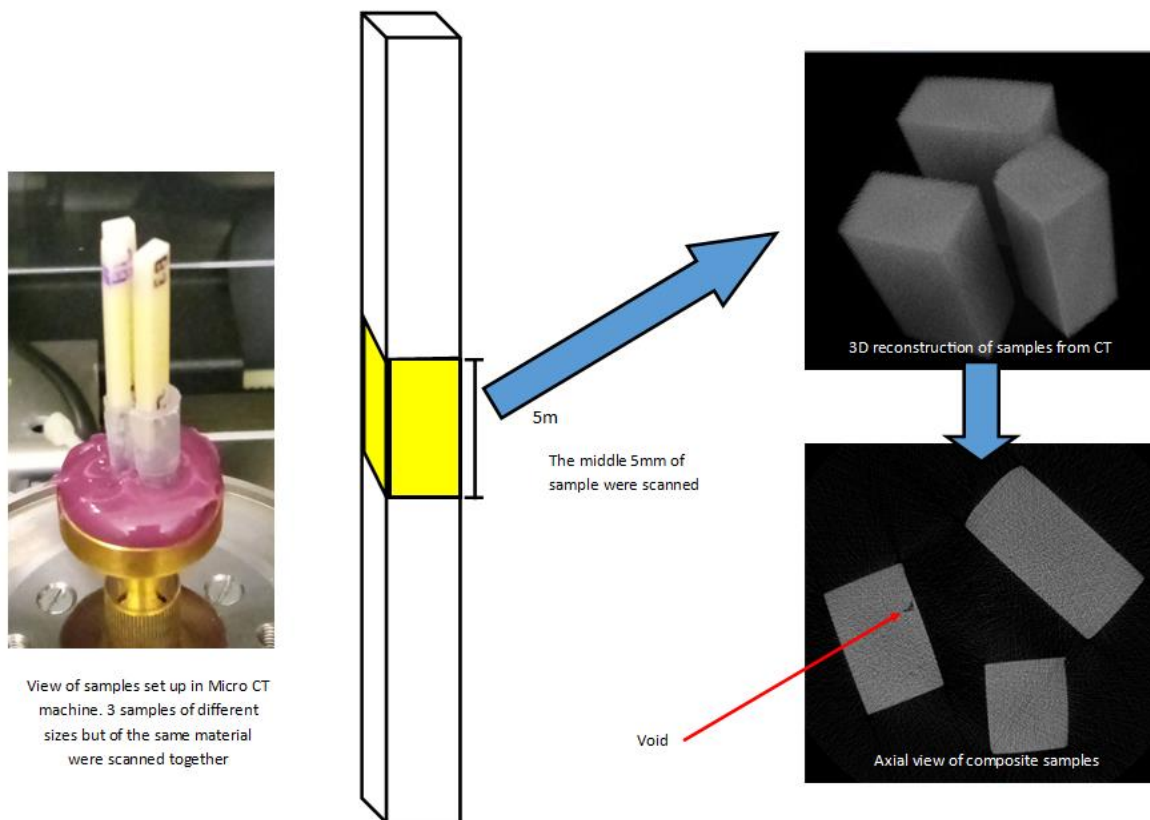 3D reconstruction of samples from CT
5m
The middle 5mm of
sample were scanned
View of samples set up in Micro CT
machine. 3 samples of different
sizes but of the same material
were scanned together
Void
Axial view of composite samples